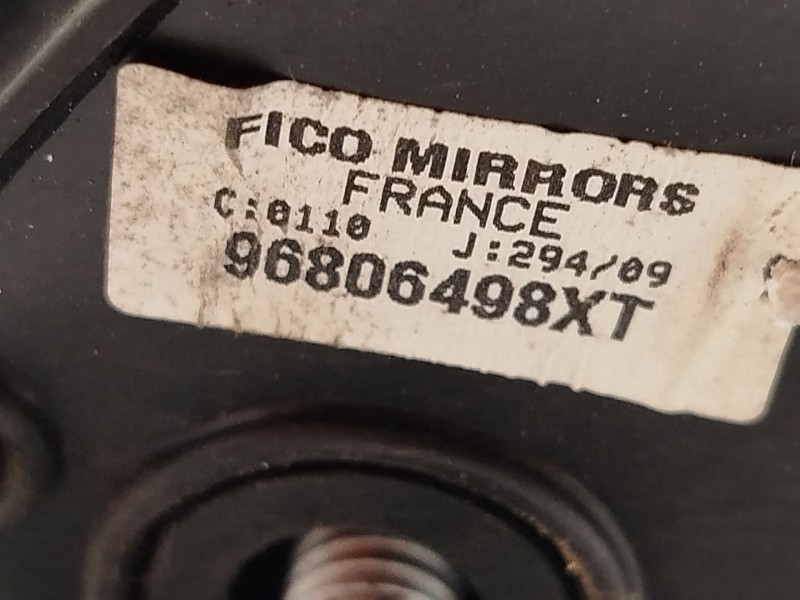 FICO MIRRORS
FRANCE
C:0110 J:294/09
96806498XT